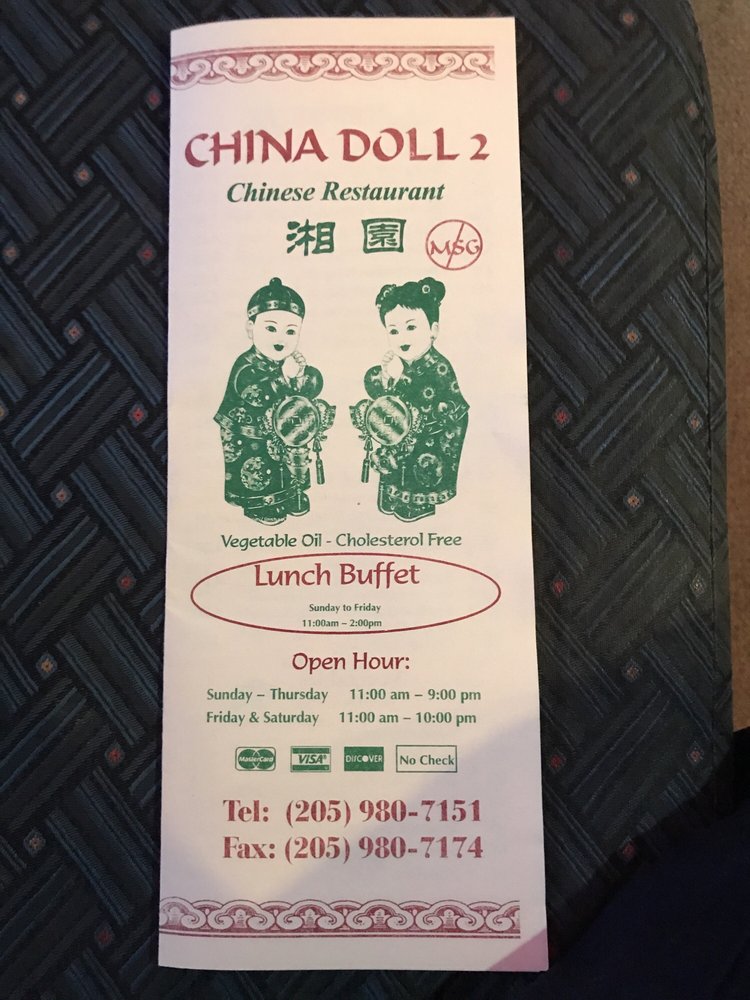 CHINA DOLL 2
Chinese Restaurant
湘園 MSG
Vegetable Oil - Cholesterol Free
Lunch Buffet
Sunday to Friday
11:00am – 2:00pm
Open Hour:
Sunday – Thursday 11:00 am – 9:00 pm
Friday & Saturday 11:00 am – 10:00 pm
MasterCard VISA DISCOVER No Check
Tel: (205) 980-7151
Fax: (205) 980-7174